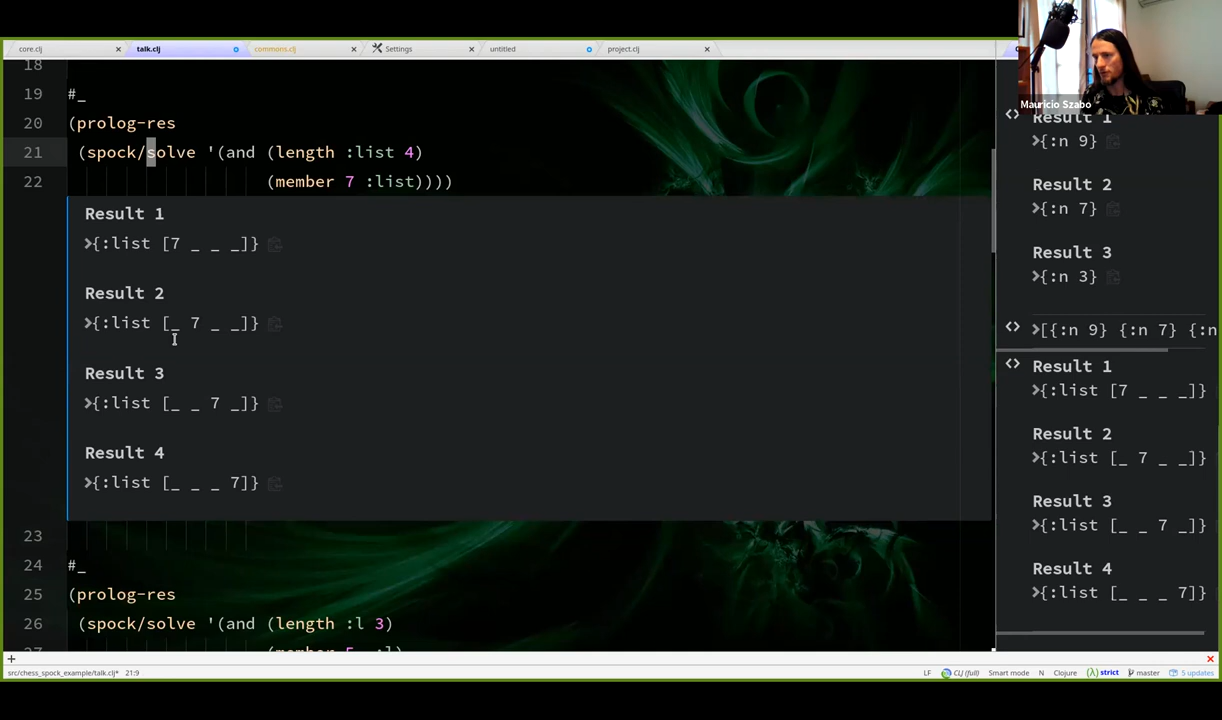 core.clj
talk.clj
commons.clj
Settings
untitled
project.clj
Mauricio Szabo
18
19 #_
20 (prolog-res
21 (spock/solve '(and (length :list 4)
22 (member 7 :list))))
Result 1
{:list [7 _ _ _]}
Result 2
{:list [_ 7 _ _]}
Result 3
{:list [_ _ 7 _]}
Result 4
{:list [_ _ _ 7]}
23
24 #_
25 (prolog-res
26 (spock/solve '(and (length :l 3)
Result 1
{:n 9}
Result 2
{:n 7}
Result 3
{:n 3}
[{:n 9} {:n 7} {:n
Result 1
{:list [7 _ _ _]}
Result 2
{:list [_ 7 _ _]}
Result 3
{:list [_ _ 7 _]}
Result 4
{:list [_ _ _ 7]}
src/chess_spock_example/talk.clj* 21:9
LF CLJ (full) Smart mode N Clojure (λ) strict master 5 updates